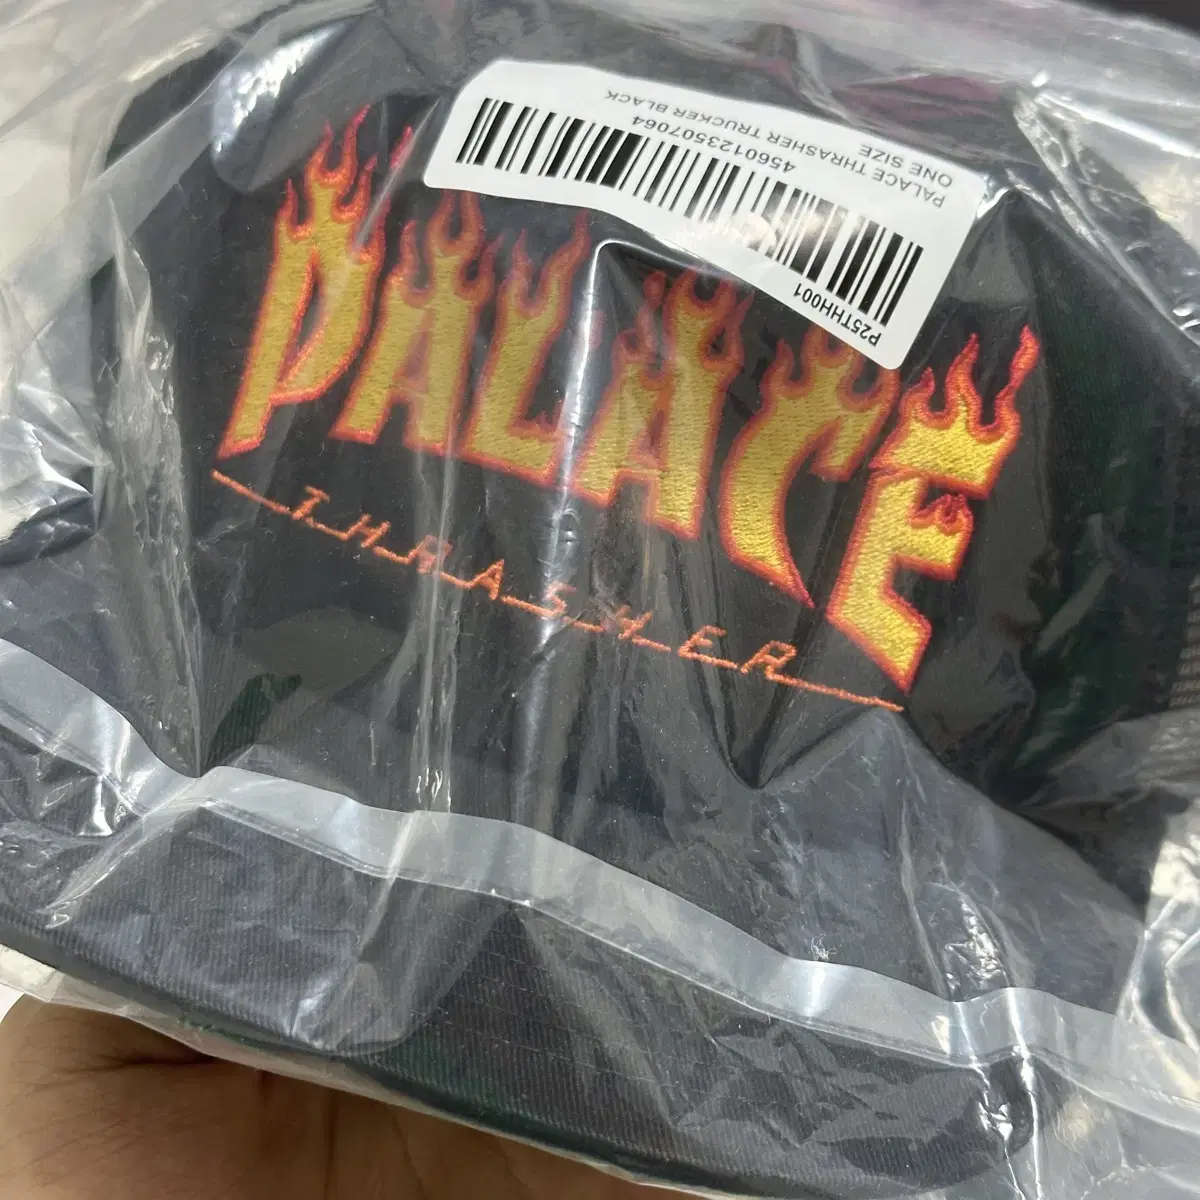 PALACE
THRASHER
P25THH001
4560123507064
PALACE THRASHER TRUCKER BLACK
ONE SIZE